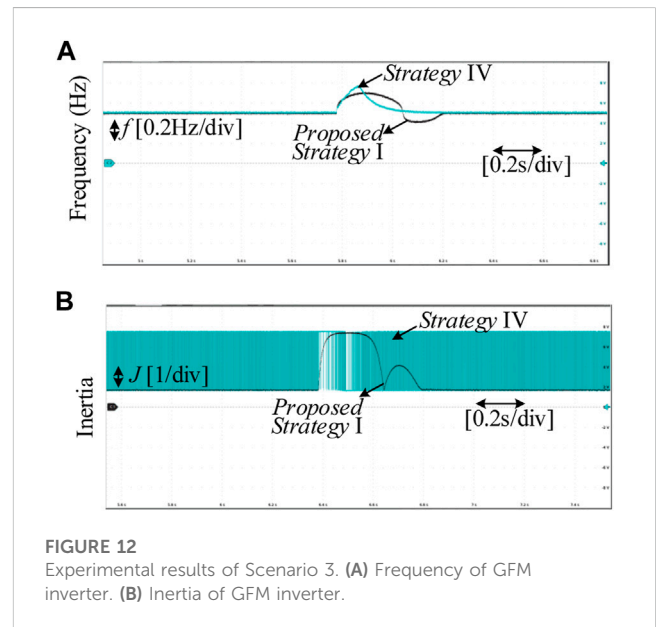 A
Frequency (Hz)
Strategy IV
f [0.2Hz/div]
Proposed
Strategy I
[0.2s/div]
B
Inertia
Strategy IV
J [1/div]
Proposed
Strategy I
[0.2s/div]
FIGURE 12
Experimental results of Scenario 3. (A) Frequency of GFM
inverter. (B) Inertia of GFM inverter.